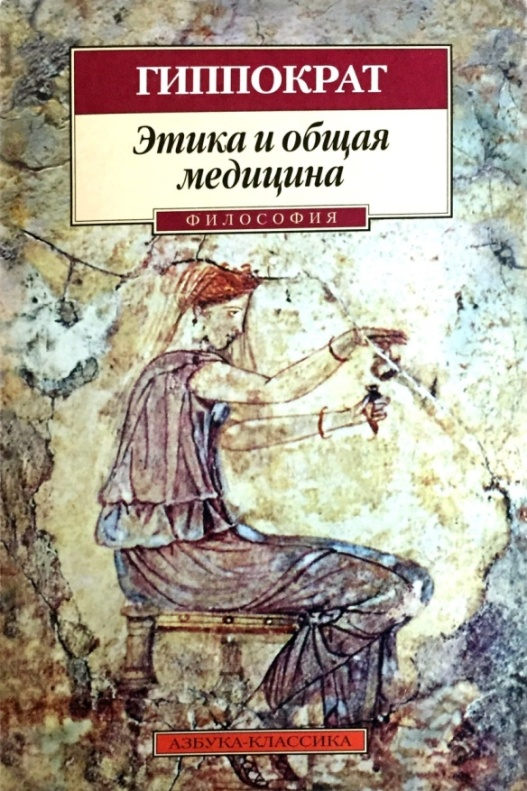 ГИППОКРАТ
Этика и общая
медицина
ФИЛОСОФИЯ
АЗБУКА-КЛАССИКА